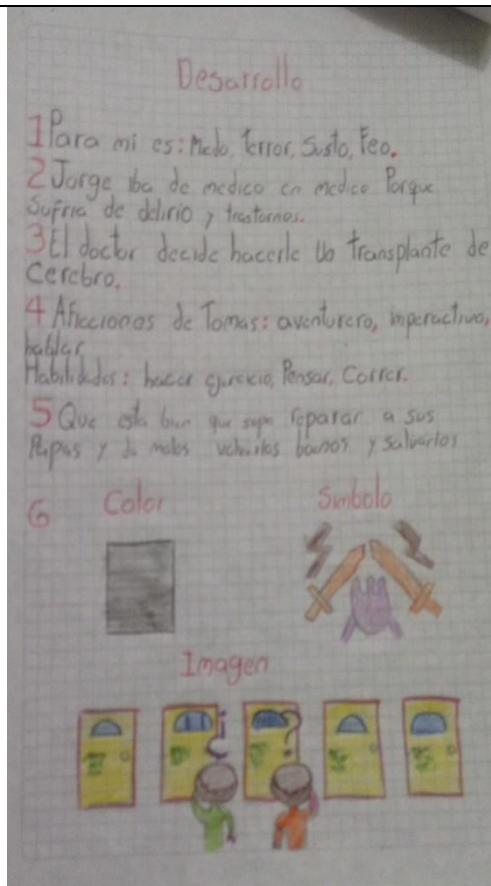 Desarrollo
1 Para mi es: Miedo, Terror, Susto, Feo.
2 Jorge iba de medico en medico Porque
Sufria de delirio y trastornos.
3 El doctor decide hacerle Un transplante de
Cerebro.
4 Aficciones de Tomas: aventurero, imperactivo,
hablar
Habilidades: hacer ejercicio, Pensar, Correr.
5 Que esta bien que supo reparar a sus
Papas y de malos volverlos buenos y salvarlos
6 Color Simbolo
Imagen
¿ ?